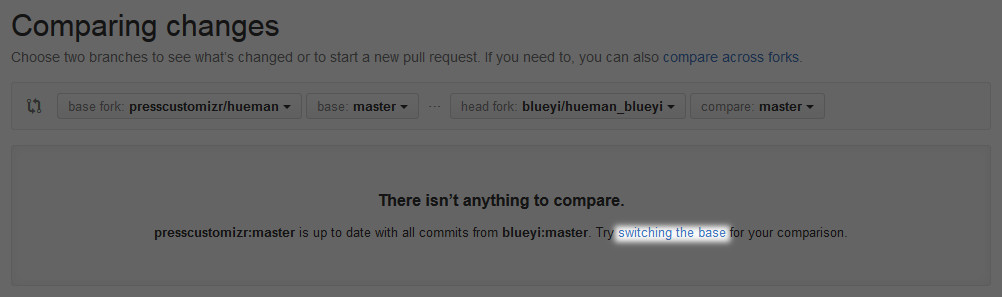 Comparing changes
Choose two branches to see what's changed or to start a new pull request. If you need to, you can also compare across forks.
base fork: presscustomizr/hueman base: master ... head fork: blueyi/hueman_blueyi compare: master
There isn't anything to compare.
presscustomizr:master is up to date with all commits from blueyi:master. Try switching the base for your comparison.